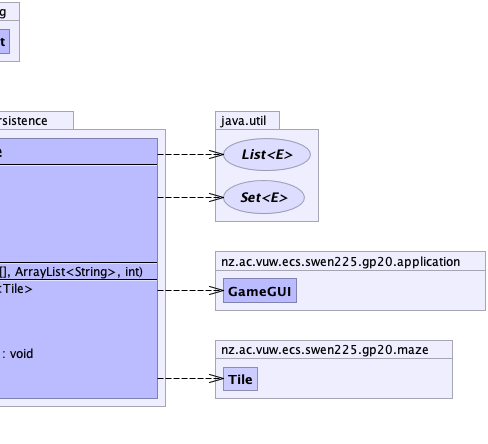 g
t
rsistence
e
[], ArrayList<String>, int)
<Tile>
: void
java.util
List<E>
Set<E>
nz.ac.vuw.ecs.swen225.gp20.application
GameGUI
nz.ac.vuw.ecs.swen225.gp20.maze
Tile